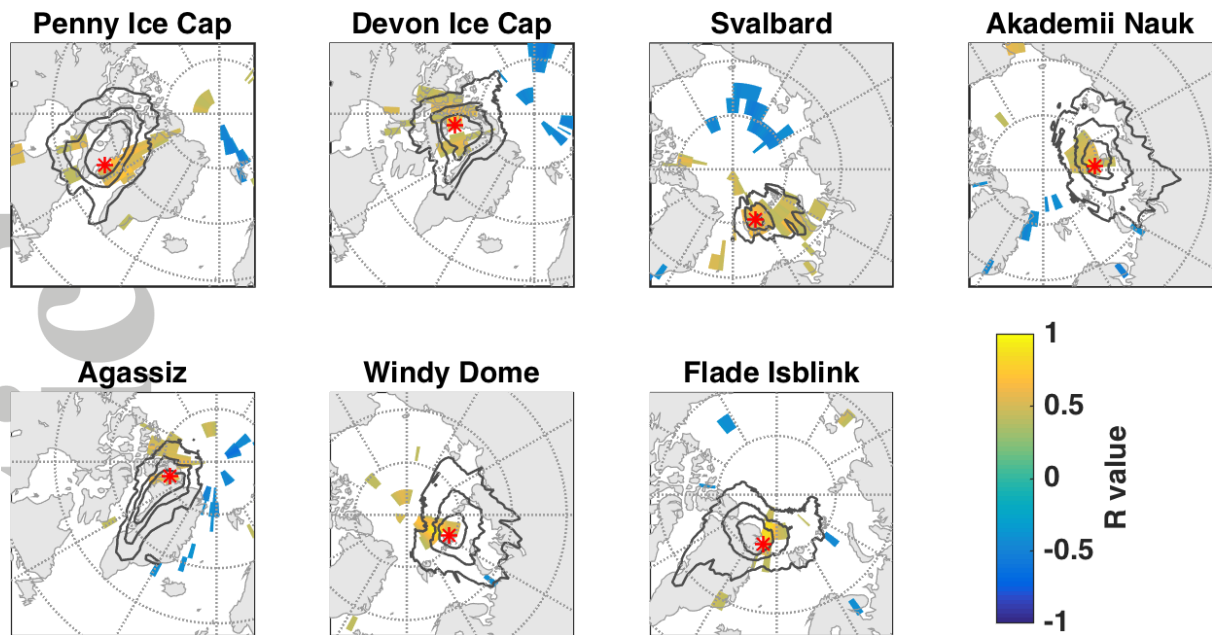 Penny Ice Cap
Devon Ice Cap
Svalbard
Akademii Nauk
Agassiz
Windy Dome
Flade Isblink
1
0.5
0
-0.5
-1
R value